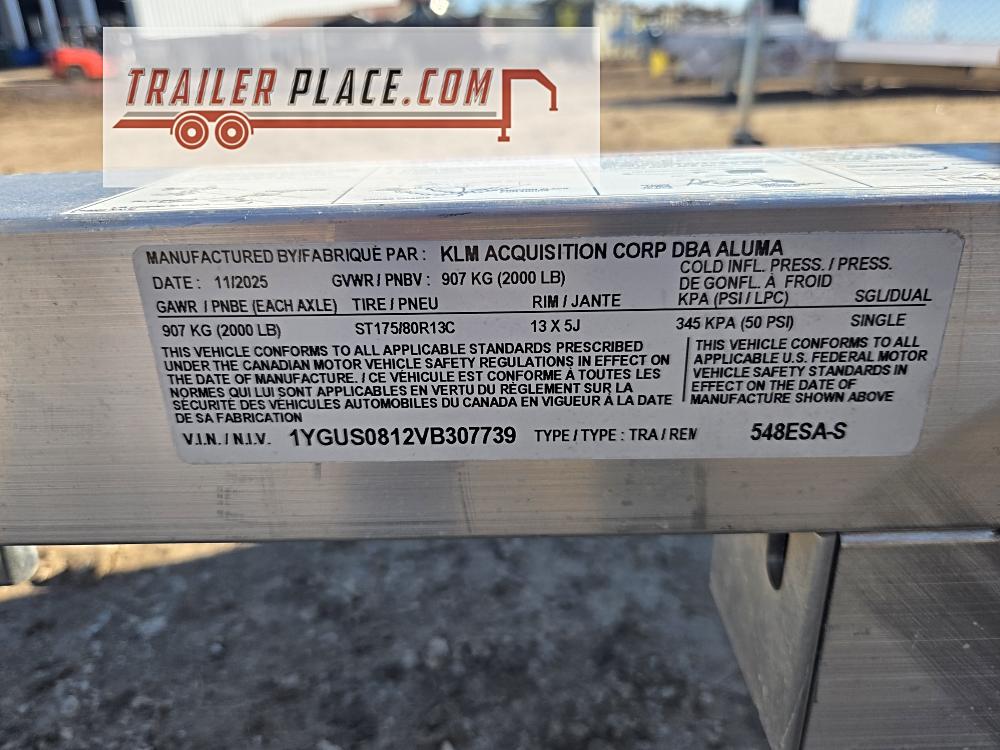 TRAILER PLACE.COM
MANUFACTURED BY/FABRIQUÉ PAR : KLM ACQUISITION CORP DBA ALUMA
DATE : 11/2025 GVWR / PNBV : 907 KG (2000 LB)
COLD INFL. PRESS. / PRESS.
DE GONFL. À FROID
GAWR / PNBE (EACH AXLE) TIRE / PNEU RIM / JANTE KPA (PSI / LPC) SGL/DUAL
907 KG (2000 LB) ST175/80R13C 13 X 5J 345 KPA (50 PSI) SINGLE
THIS VEHICLE CONFORMS TO ALL APPLICABLE STANDARDS PRESCRIBED
UNDER THE CANADIAN MOTOR VEHICLE SAFETY REGULATIONS IN EFFECT ON
THE DATE OF MANUFACTURE. / CE VÉHICULE EST CONFORME À TOUTES LES
NORMES QUI LUI SONT APPLICABLES EN VERTU DU RÈGLEMENT SUR LA
SÉCURITÉ DES VÉHICULES AUTOMOBILES DU CANADA EN VIGUEUR À LA DATE
DE SA FABRICATION
THIS VEHICLE CONFORMS TO ALL
APPLICABLE U.S. FEDERAL MOTOR
VEHICLE SAFETY STANDARDS IN
EFFECT ON THE DATE OF
MANUFACTURE SHOWN ABOVE
V.I.N. / N.I.V. 1YGUS0812VB307739 TYPE / TYPE : TRA / REM 548ESA-S